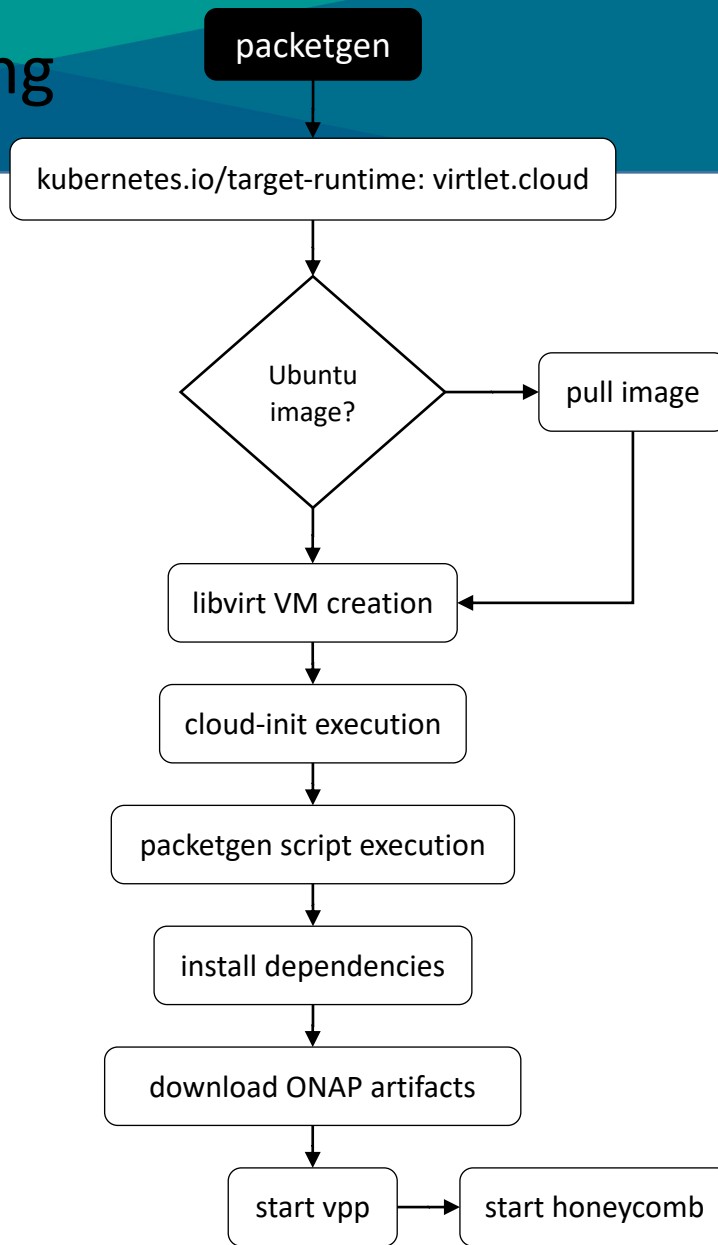 packetgen
kubernetes.io/target-runtime: virtlet.cloud
Ubuntu
image?
pull image
libvirt VM creation
cloud-init execution
packetgen script execution
install dependencies
download ONAP artifacts
start vpp
start honeycomb